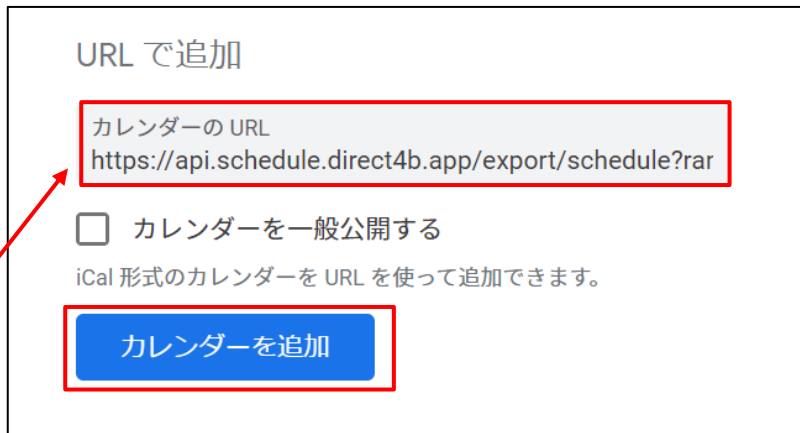 URL で追加
カレンダーの URL
https://api.schedule.direct4b.app/export/schedule?rar
カレンダーを一般公開する
iCal 形式のカレンダーを URL を使って追加できます。
カレンダーを追加